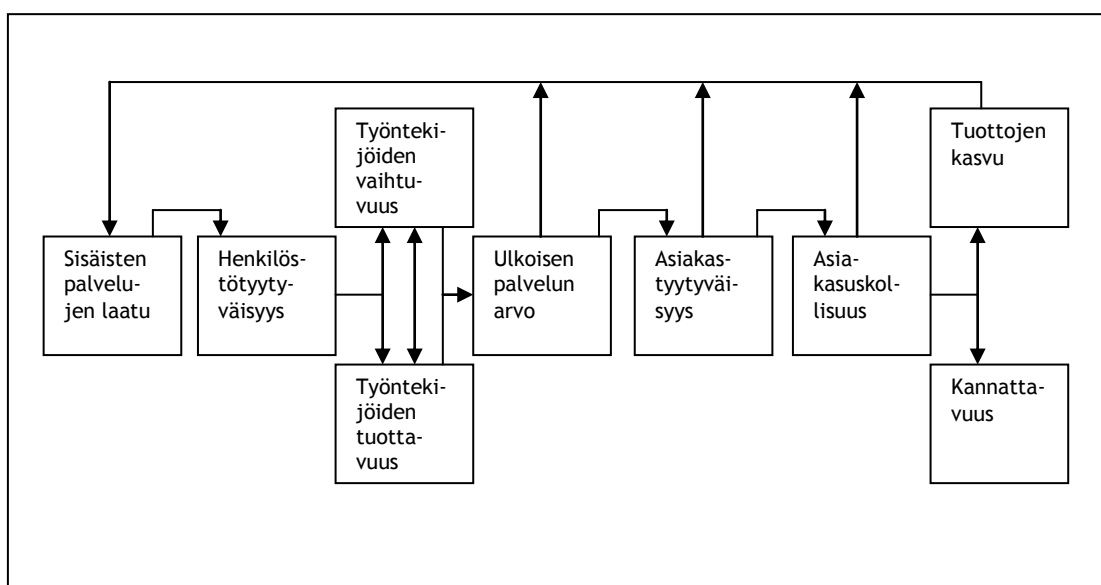 Työnteki-
jöiden
vaihtu-
vuus
Tuottojen
kasvu
Sisäisten
palvelu-
jen laatu
Henkilös-
tötyyty-
väisyys
Ulkoisen
palvelun
arvo
Asiakas-
tyytyväi-
syys
Asia-
kasuskol-
lisuus
Työnteki-
jöiden
tuotta-
vuus
Kannatta-
vuus